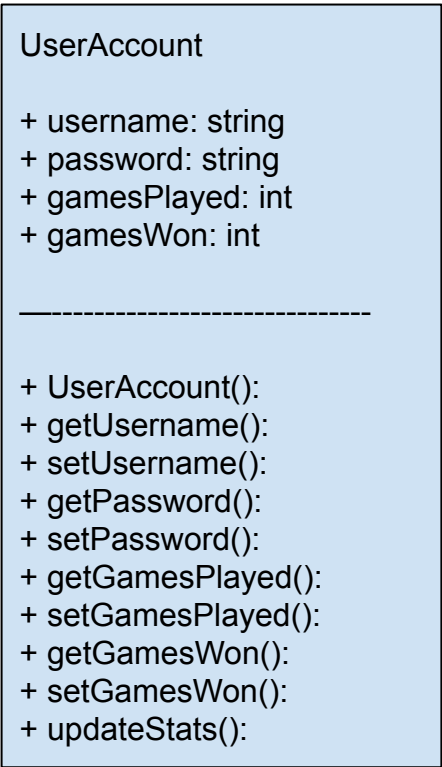 UserAccount
+ username: string
+ password: string
+ gamesPlayed: int
+ gamesWon: int
—------------------------------
+ UserAccount():
+ getUsername():
+ setUsername():
+ getPassword():
+ setPassword():
+ getGamesPlayed():
+ setGamesPlayed():
+ getGamesWon():
+ setGamesWon():
+ updateStats():